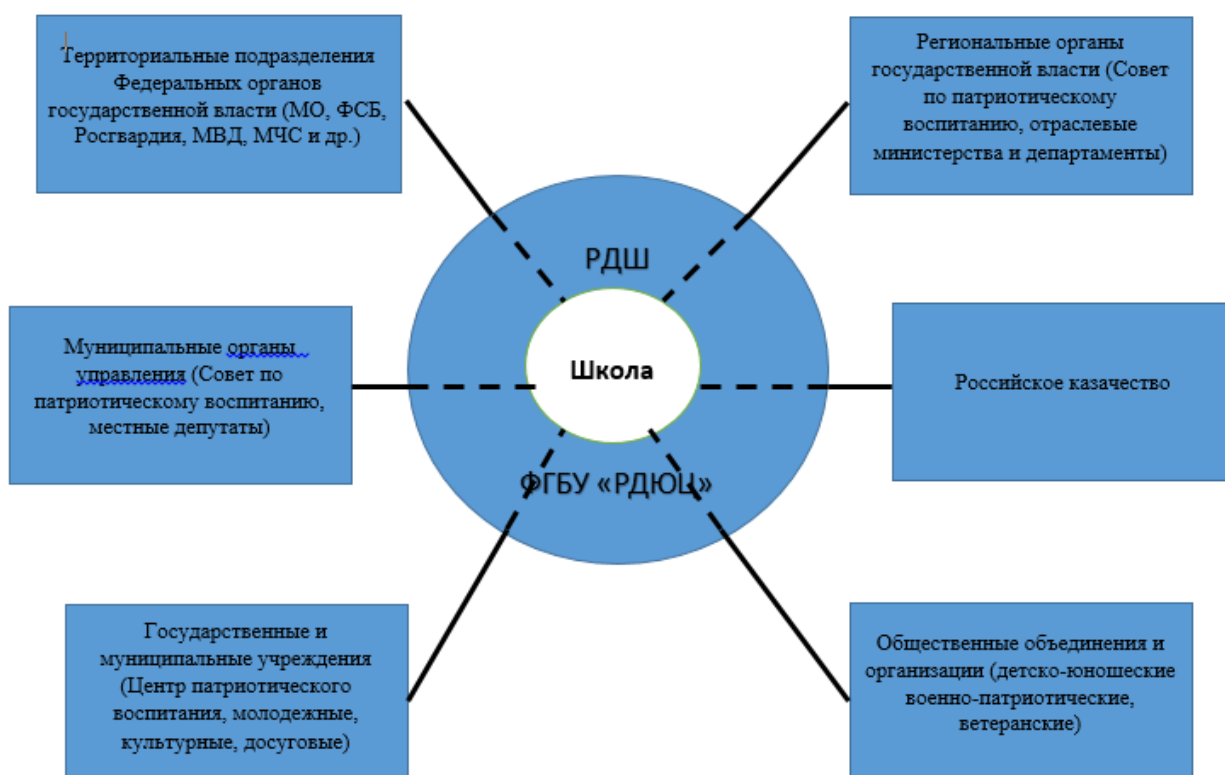 Территориальные подразделения
Федеральных органов
государственной власти (МО, ФСБ,
Росгвардия, МВД, МЧС и др.)
Региональные органы
государственной власти (Совет
по патриотическому
воспитанию, отраслевые
министерства и департаменты)
РДШ
Муниципальные органы
управления (Совет по
патриотическому воспитанию,
местные депутаты)
Школа
Российское казачество
ФГБУ «РДЮЦ»
Государственные и
муниципальные учреждения
(Центр патриотического
воспитания, молодежные,
культурные, досуговые)
Общественные объединения и
организации (детско-юношеские
военно-патриотические,
ветеранские)